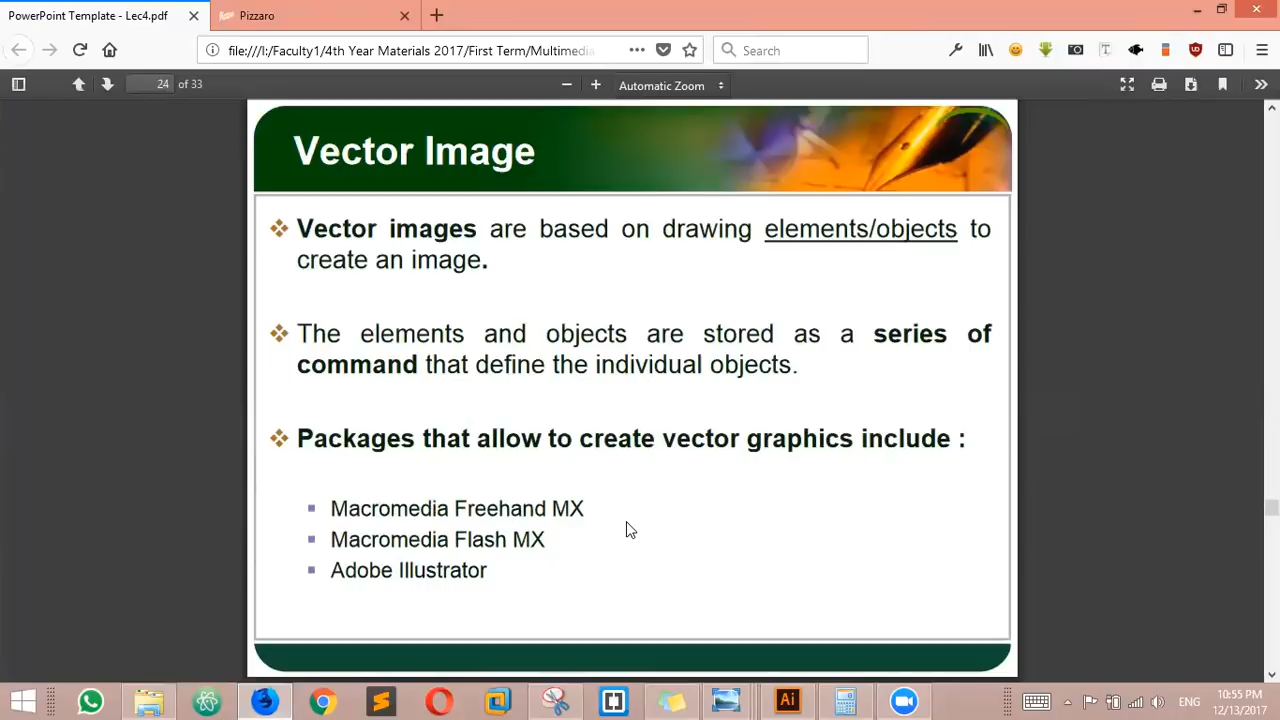 PowerPoint Template - Lec4.pdf
Pizzaro
file:///I:/Faculty1/4th Year Materials 2017/First Term/Multimedia
Search
24 of 33
Automatic Zoom
Vector Image
Vector images are based on drawing elements/objects to
create an image.
The elements and objects are stored as a series of
command that define the individual objects.
Packages that allow to create vector graphics include :
Macromedia Freehand MX
Macromedia Flash MX
Adobe Illustrator
Ai
ENG
10:55 PM
12/13/2017